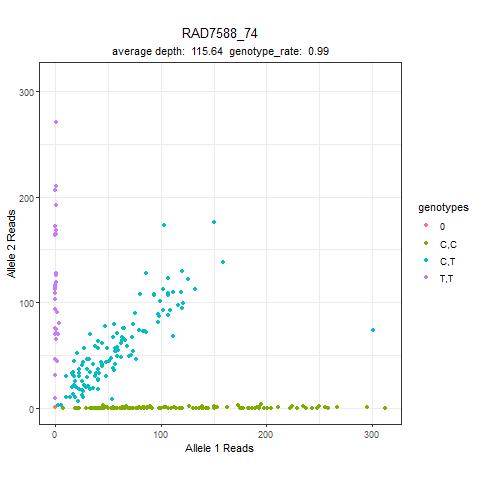 RAD7588_74
average depth: 115.64 genotype_rate: 0.99
Allele 2 Reads
300
200
100
0
0 100 200 300
Allele 1 Reads
genotypes
0
C,C
C,T
T,T